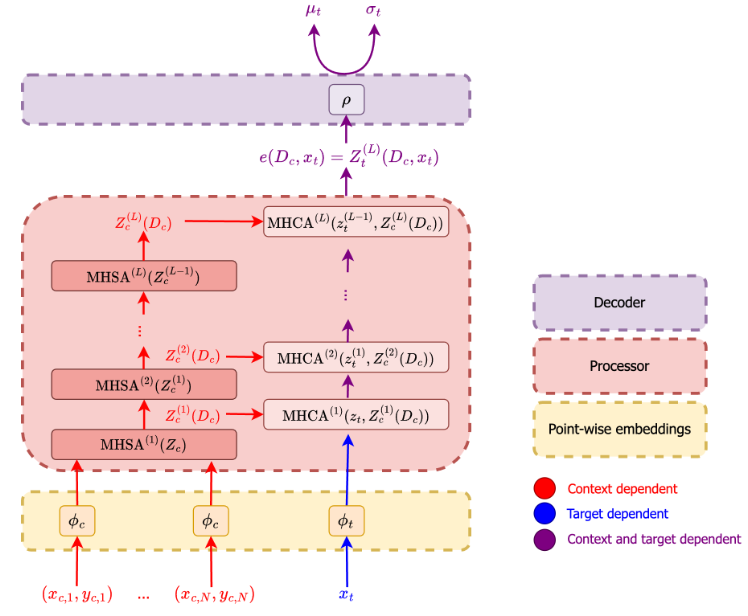 μ_t σ_t
ρ
e(D_c, x_t) = Z_t^{(L)}(D_c, x_t)
Z_c^{(L)}(D_c) MHCA^{(L)}(z_t^{(L-1)}, Z_c^{(L)}(D_c))
MHSA^{(L)}(Z_c^{(L-1)})
... ...
Z_c^{(2)}(D_c) MHCA^{(2)}(z_t^{(1)}, Z_c^{(2)}(D_c))
MHSA^{(2)}(Z_c^{(1)})
Z_c^{(1)}(D_c) MHCA^{(1)}(z_t, Z_c^{(1)}(D_c))
MHSA^{(1)}(Z_c)
ϕ_c ϕ_c ϕ_t
(x_{c,1}, y_{c,1}) ... (x_{c,N}, y_{c,N}) x_t
Decoder
Processor
Point-wise embeddings
Context dependent
Target dependent
Context and target dependent